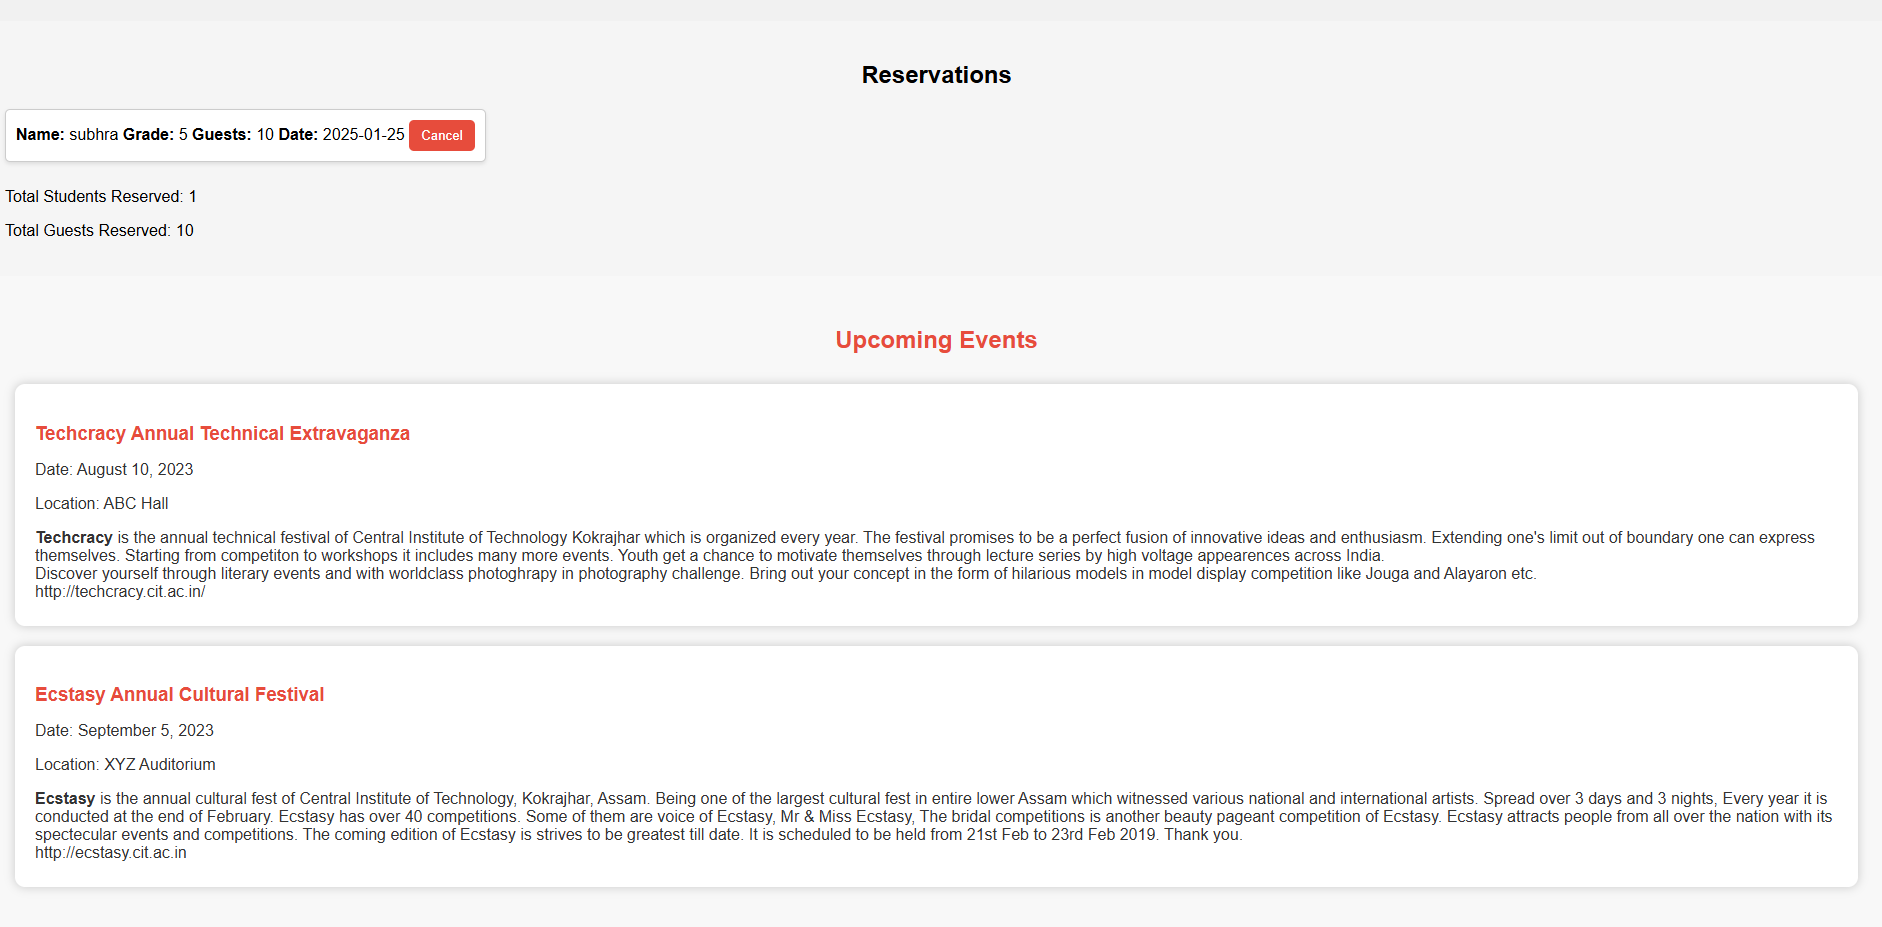 Reservations
Name: subhra Grade: 5 Guests: 10 Date: 2025-01-25 Cancel
Total Students Reserved: 1
Total Guests Reserved: 10
Upcoming Events
Techcracy Annual Technical Extravaganza
Date: August 10, 2023
Location: ABC Hall
Techcracy is the annual technical festival of Central Institute of Technology Kokrajhar which is organized every year. The festival promises to be a perfect fusion of innovative ideas and enthusiasm. Extending one's limit out of boundary one can express
themselves. Starting from competiton to workshops it includes many more events. Youth get a chance to motivate themselves through lecture series by high voltage appearences across India.
Discover yourself through literary events and with worldclass photoghrapy in photography challenge. Bring out your concept in the form of hilarious models in model display competition like Jouga and Alayaron etc.
http://techcracy.cit.ac.in/
Ecstasy Annual Cultural Festival
Date: September 5, 2023
Location: XYZ Auditorium
Ecstasy is the annual cultural fest of Central Institute of Technology, Kokrajhar, Assam. Being one of the largest cultural fest in entire lower Assam which witnessed various national and international artists. Spread over 3 days and 3 nights, Every year it is
conducted at the end of February. Ecstasy has over 40 competitions. Some of them are voice of Ecstasy, Mr & Miss Ecstasy, The bridal competitions is another beauty pageant competition of Ecstasy. Ecstasy attracts people from all over the nation with its
spectecular events and competitions. The coming edition of Ecstasy is strives to be greatest till date. It is scheduled to be held from 21st Feb to 23rd Feb 2019. Thank you.
http://ecstasy.cit.ac.in